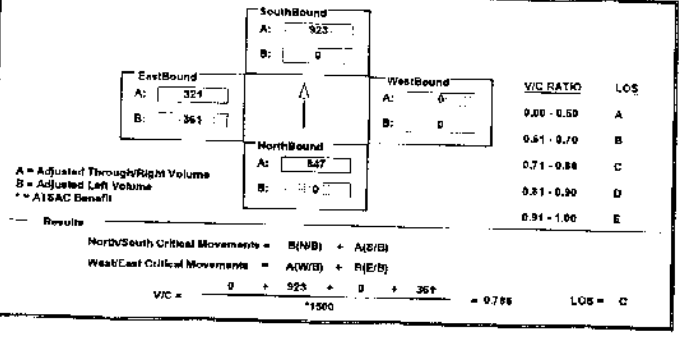 SouthBound
A: 923
B: 0
EastBound
A: 321
B: 361
WestBound
A: 0
B: 0
NorthBound
A: 847
B: 0
V/C RATIO LOS
0.00 - 0.60 A
0.61 - 0.70 B
0.71 - 0.80 C
0.81 - 0.90 D
0.91 - 1.00 E
A = Adjusted Through/Right Volume
B = Adjusted Left Volume
* = ATSAC Benefit
Results
North/South Critical Movements = B(N/B) + A(S/B)
West/East Critical Movements = A(W/B) + B(E/B)
V/C = 0 + 923 + 0 + 361
*1500
= 0.786 LOS = C